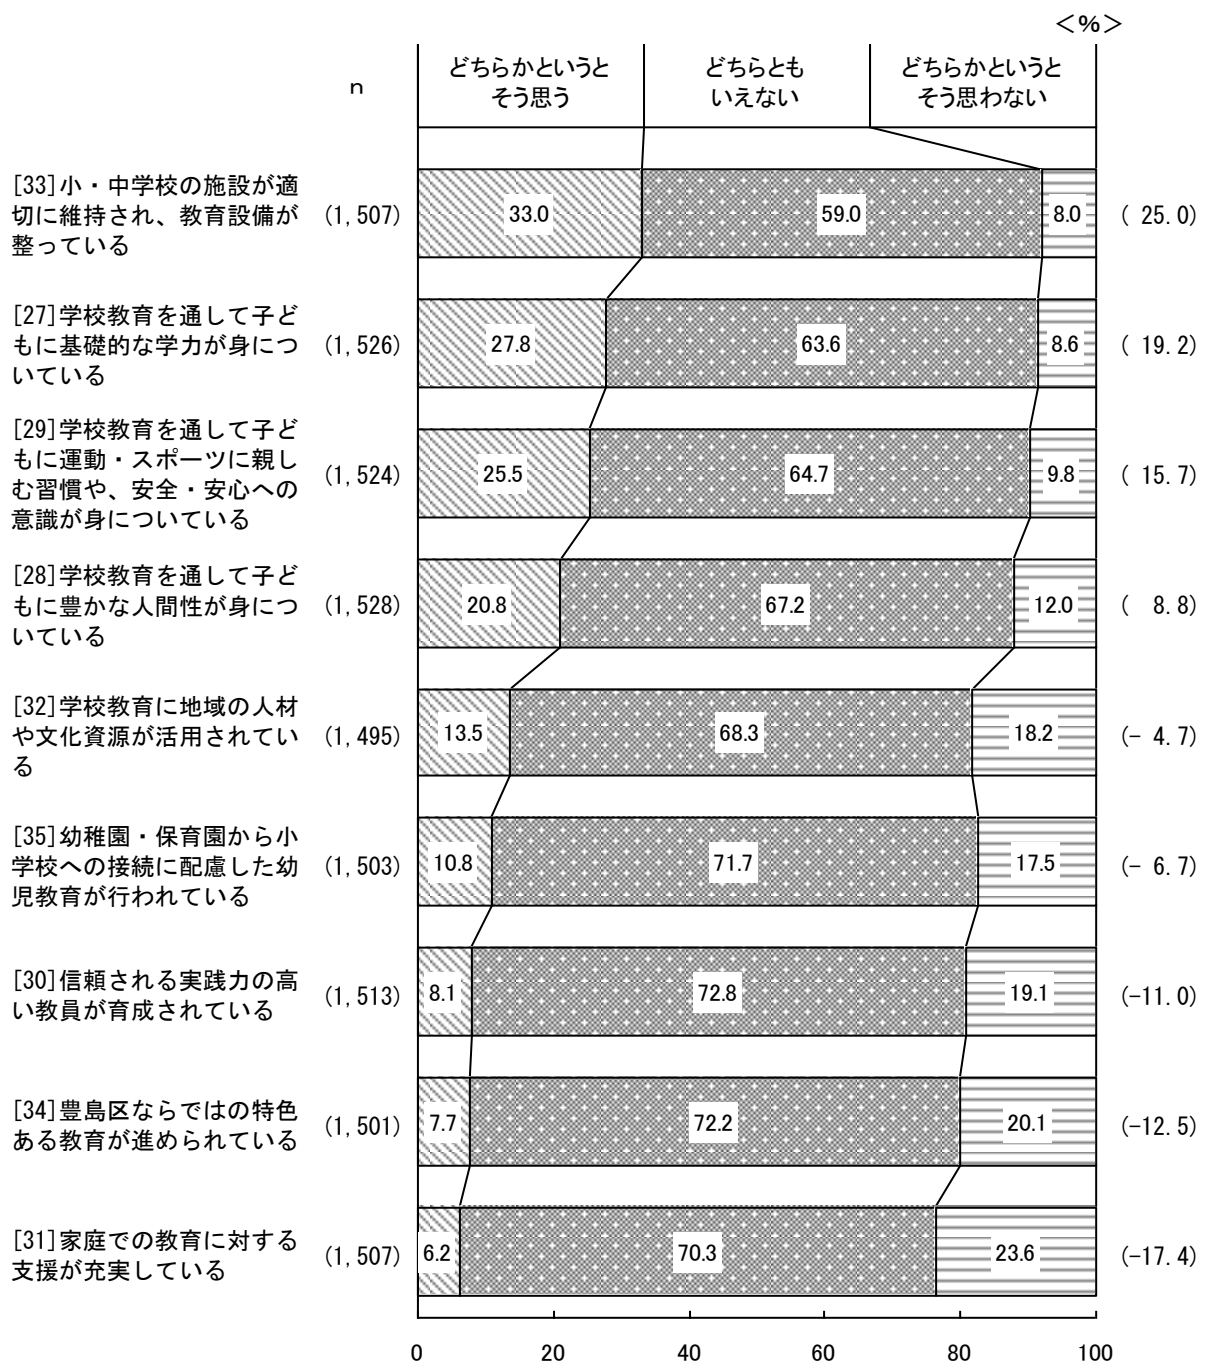 ＜％＞
n
どちらかというと
そう思う
どちらとも
いえない
どちらかというと
そう思わない
[33]小・中学校の施設が適
切に維持され、教育設備が
整っている
(1,507)
33.0
59.0
8.0
( 25.0)
[27]学校教育を通して子ど
もに基礎的な学力が身につ
いている
(1,526)
27.8
63.6
8.6
( 19.2)
[29]学校教育を通して子ど
もに運動・スポーツに親し
む習慣や、安全・安心への
意識が身についている
(1,524)
25.5
64.7
9.8
( 15.7)
[28]学校教育を通して子ど
もに豊かな人間性が身につ
いている
(1,528)
20.8
67.2
12.0
( 8.8)
[32]学校教育に地域の人材
や文化資源が活用されてい
る
(1,495)
13.5
68.3
18.2
(- 4.7)
[35]幼稚園・保育園から小
学校への接続に配慮した幼
児教育が行われている
(1,503)
10.8
71.7
17.5
(- 6.7)
[30]信頼される実践力の高
い教員が育成されている
(1,513)
8.1
72.8
19.1
(-11.0)
[34]豊島区ならではの特色
ある教育が進められている
(1,501)
7.7
72.2
20.1
(-12.5)
[31]家庭での教育に対する
支援が充実している
(1,507)
6.2
70.3
23.6
(-17.4)
0 20 40 60 80 100